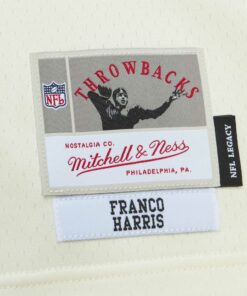 THROWBACKS
NFL
NOSTALGIA CO.
Mitchell & Ness
PHILADELPHIA, PA.
NFL LEGACY
FRANCO
HARRIS